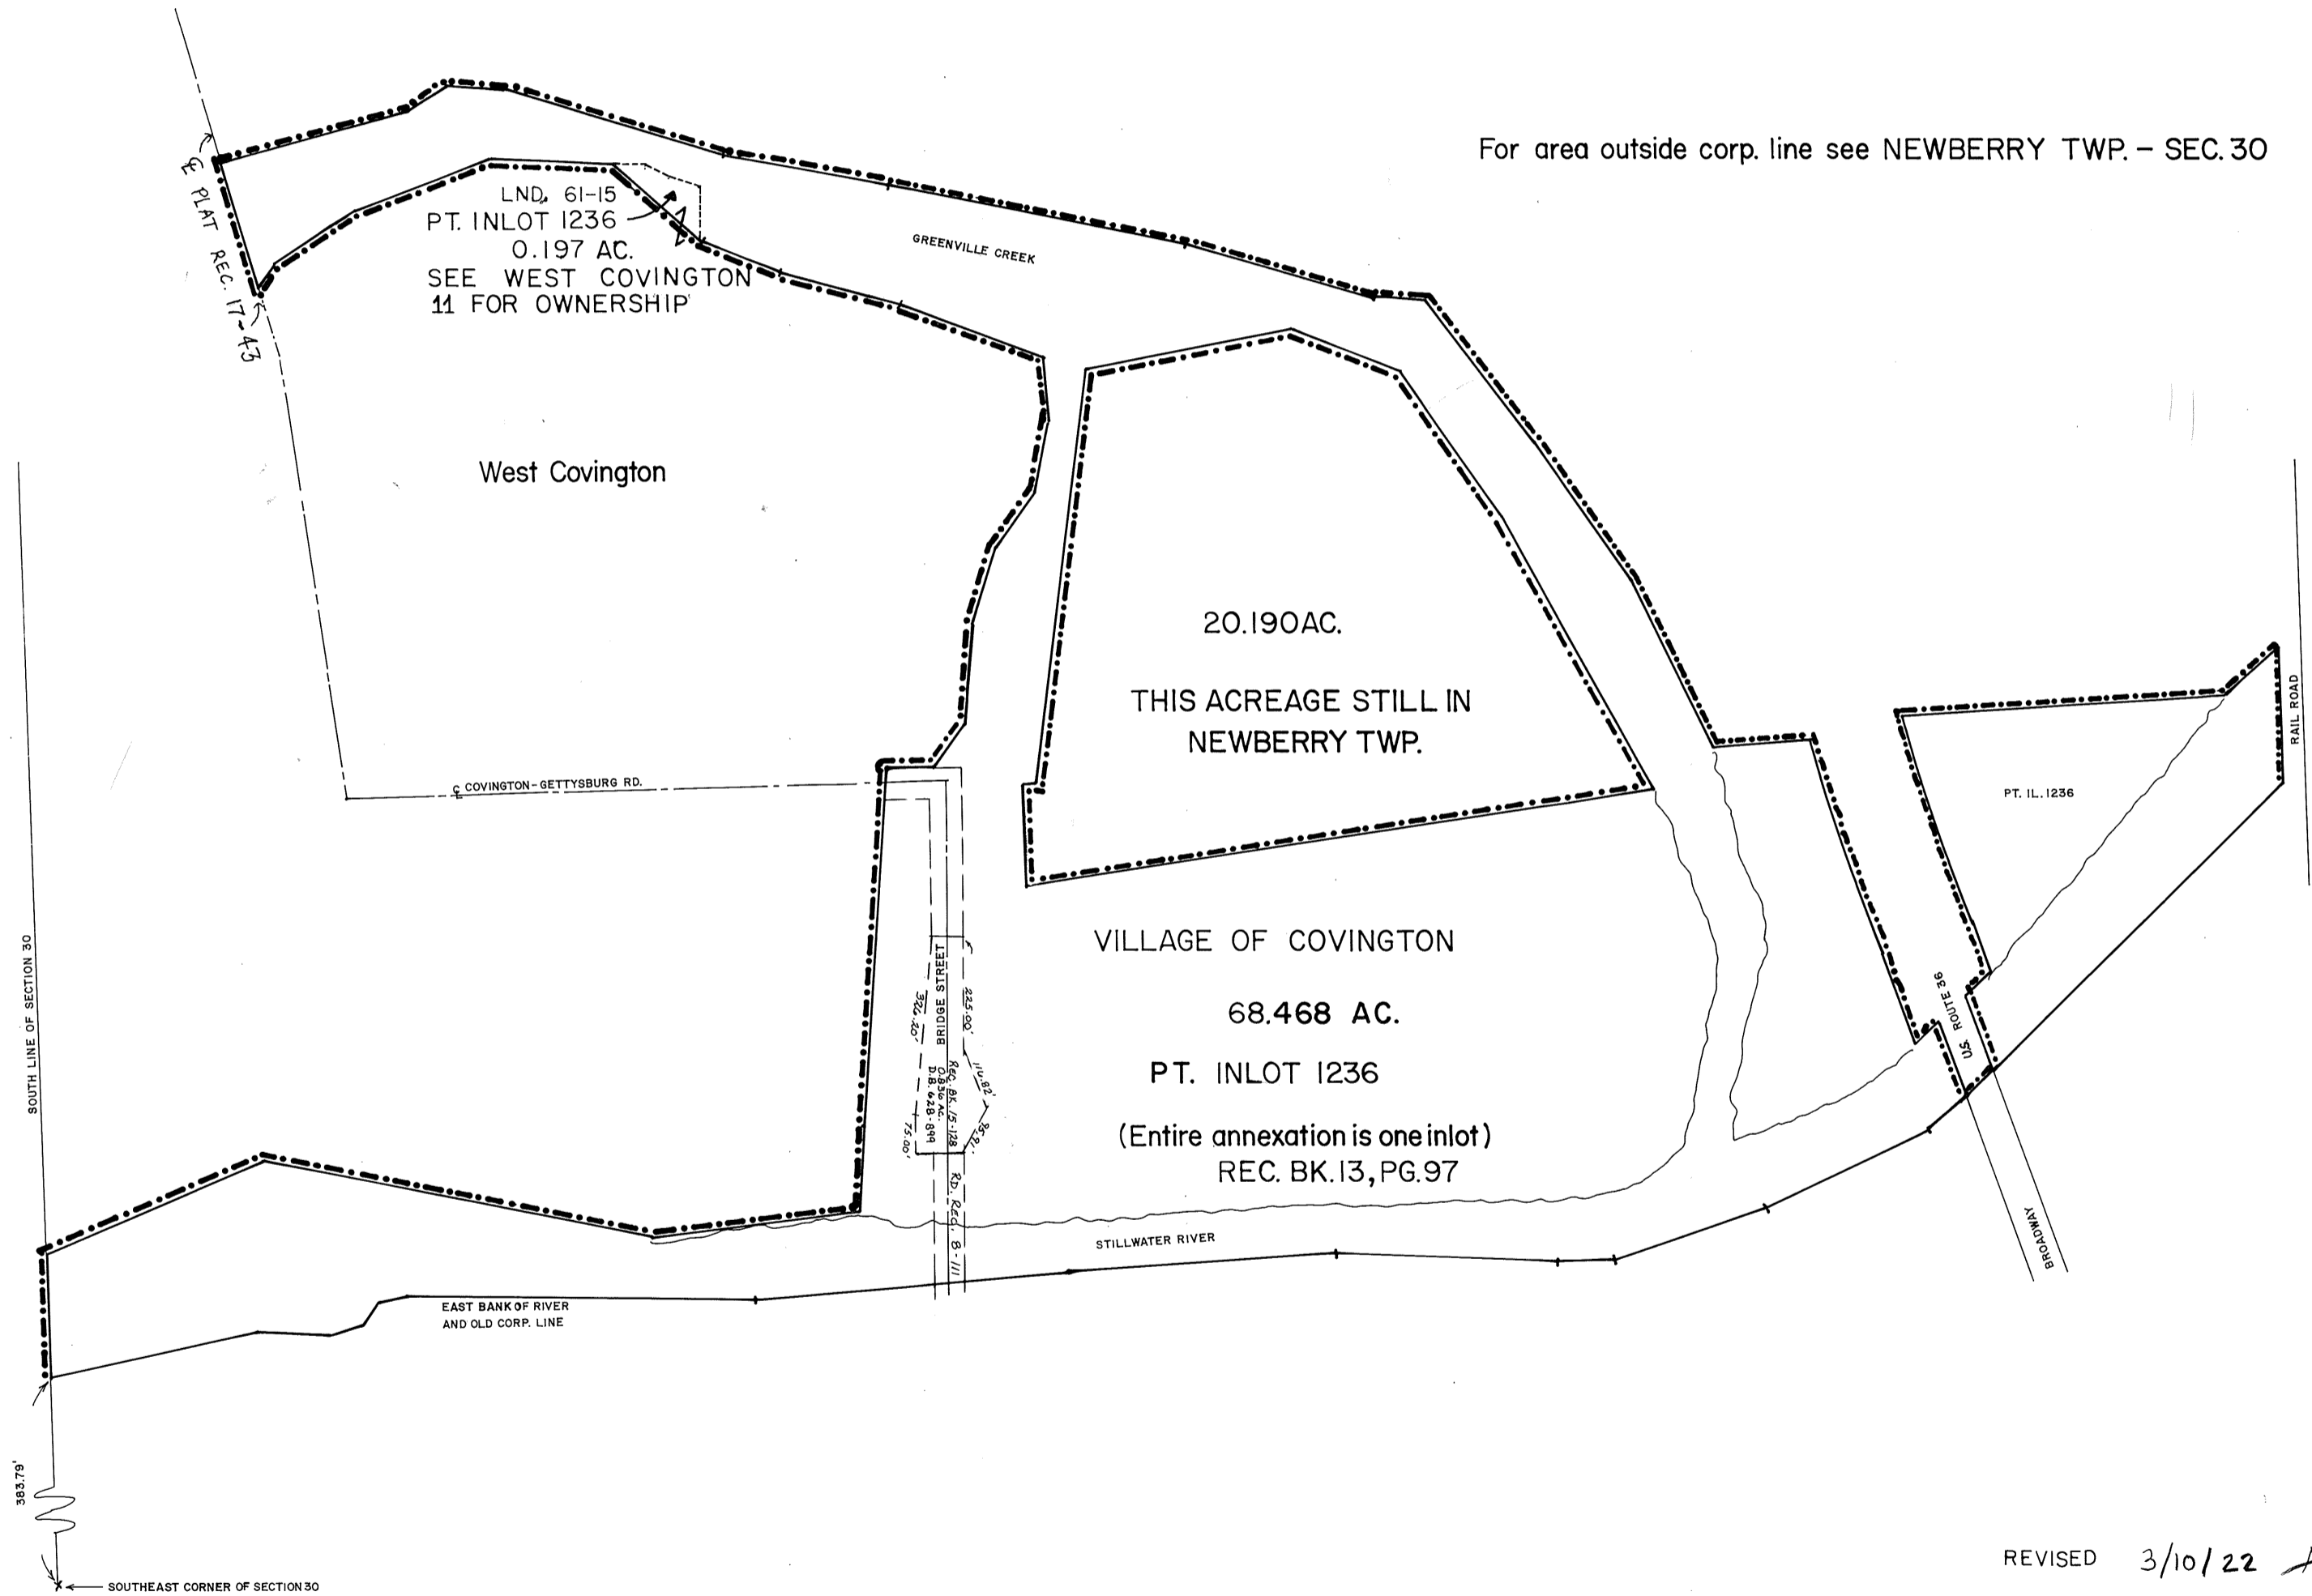 For area outside corp. line see NEWBERRY TWP. – SEC. 30
℄ PLAT REC. 17-43
LND. 61-15
PT. INLOT 1236
0.197 AC.
SEE WEST COVINGTON
11 FOR OWNERSHIP
GREENVILLE CREEK
West Covington
20.190 AC.
THIS ACREAGE STILL IN
NEWBERRY TWP.
RAIL ROAD
PT. IL. 1236
℄ COVINGTON-GETTYSBURG RD.
SOUTH LINE OF SECTION 30
VILLAGE OF COVINGTON
68.468 AC.
PT. INLOT 1236
(Entire annexation is one inlot)
REC. BK. 13, PG. 97
BRIDGE STREET
225.00'
326.20'
REC. BK. 15-128
0.836 AC.
D.B. 628-899
75.00'
RD. REC. 8-111
U.S. ROUTE 36
BROADWAY
STILLWATER RIVER
EAST BANK OF RIVER
AND OLD CORP. LINE
383.79'
SOUTHEAST CORNER OF SECTION 30
REVISED 3/10/22